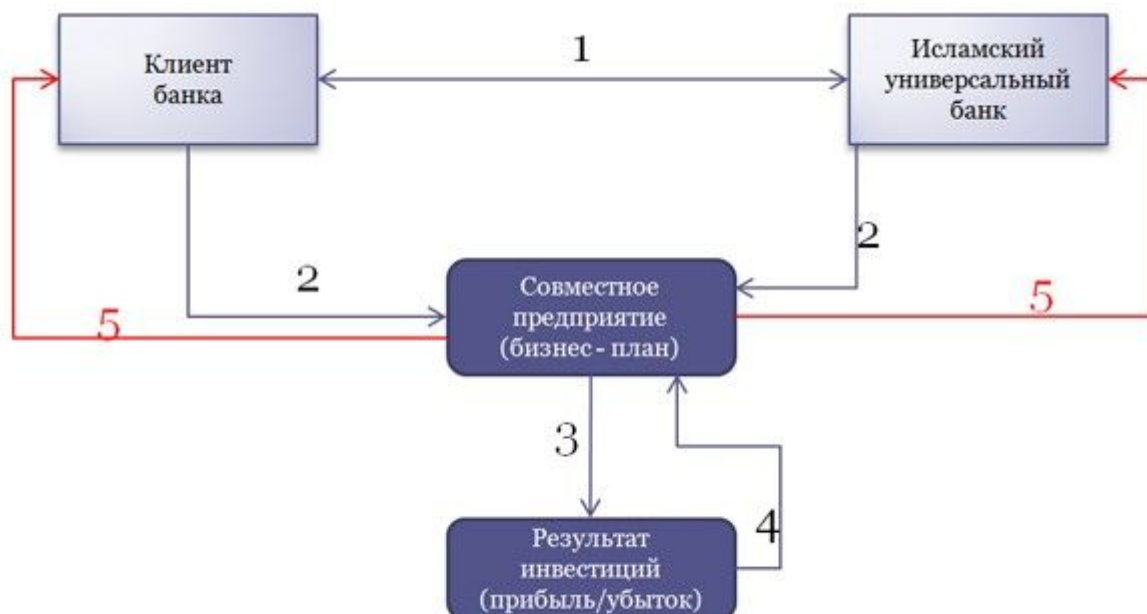 Клиент
банка
1
Исламский
универсальный
банк
2
2
5
Совместное
предприятие
(бизнес - план)
5
3
4
Результат
инвестиций
(прибыль/убыток)